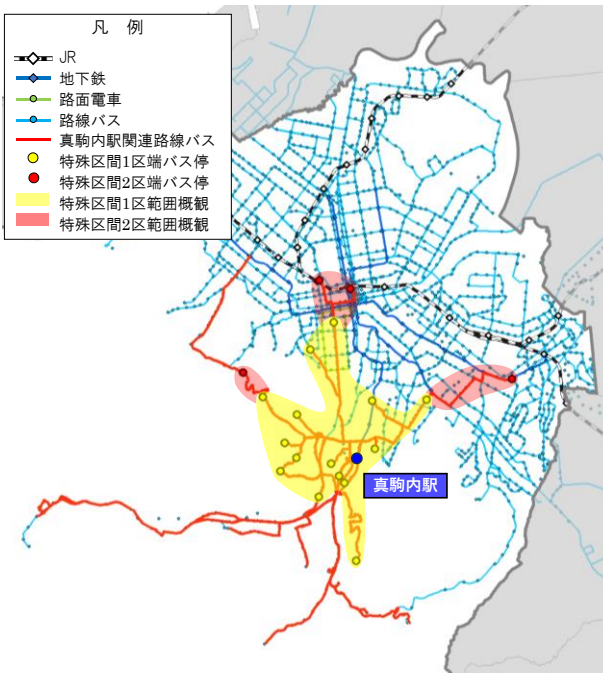 凡 例
JR
地下鉄
路面電車
路線バス
真駒内駅関連路線バス
特殊区間1区端バス停
特殊区間2区端バス停
特殊区間1区範囲概観
特殊区間2区範囲概観
真駒内駅